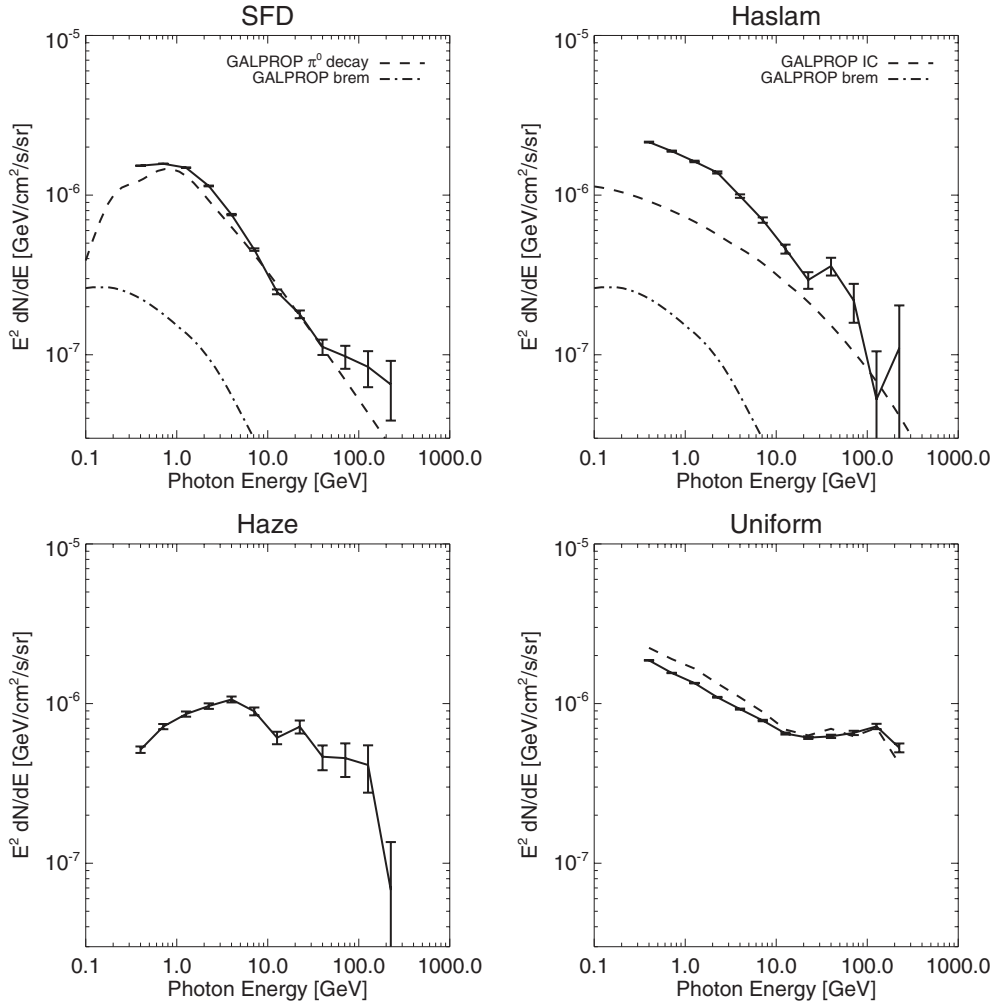 SFD
GALPROP π⁰ decay
GALPROP brem
E² dN/dE [GeV/cm²/s/sr]
10⁻⁵
10⁻⁶
10⁻⁷
0.1 1.0 10.0 100.0 1000.0
Photon Energy [GeV]
Haslam
GALPROP IC
GALPROP brem
E² dN/dE [GeV/cm²/s/sr]
10⁻⁵
10⁻⁶
10⁻⁷
0.1 1.0 10.0 100.0 1000.0
Photon Energy [GeV]
Haze
E² dN/dE [GeV/cm²/s/sr]
10⁻⁵
10⁻⁶
10⁻⁷
0.1 1.0 10.0 100.0 1000.0
Photon Energy [GeV]
Uniform
E² dN/dE [GeV/cm²/s/sr]
10⁻⁵
10⁻⁶
10⁻⁷
0.1 1.0 10.0 100.0 1000.0
Photon Energy [GeV]